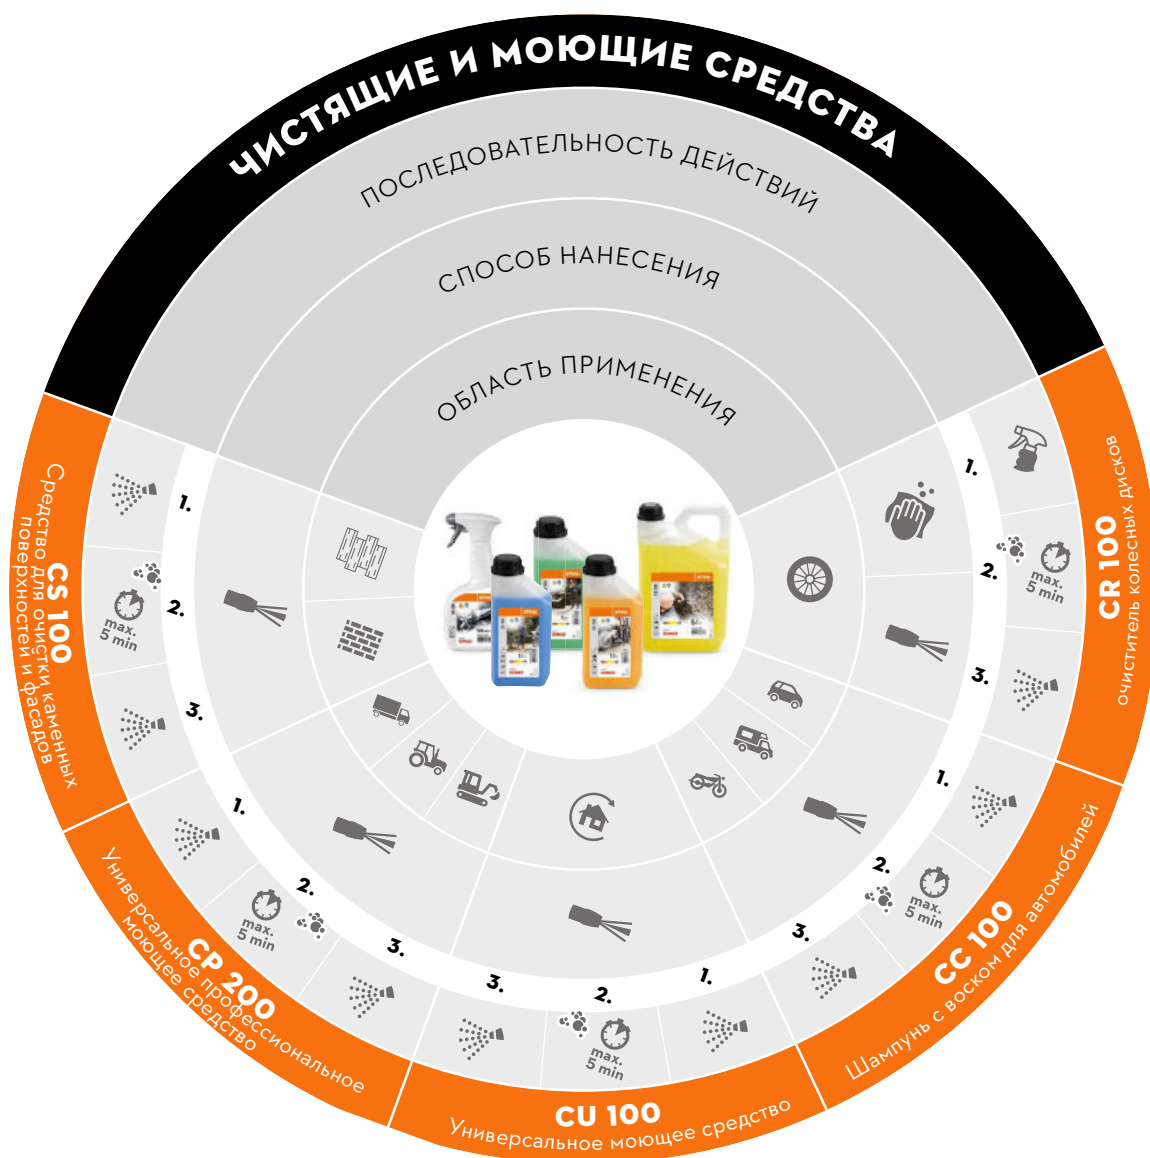 ЧИСТЯЩИЕ И МОЮЩИЕ СРЕДСТВА
ПОСЛЕДОВАТЕЛЬНОСТЬ ДЕЙСТВИЙ
СПОСОБ НАНЕСЕНИЯ
ОБЛАСТЬ ПРИМЕНЕНИЯ
CR 100
очиститель колесных дисков
1.
2.
max.
5 min
3.
CC 100
Шампунь с воском для автомобилей
1.
2.
max.
5 min
3.
CU 100
Универсальное моющее средство
1.
2.
max.
5 min
3.
CP 200
Универсальное профессиональное
моющее средство
1.
2.
max.
5 min
3.
CS 100
Средство для очистки каменных
поверхностей и фасадов
1.
2.
max.
5 min
3.